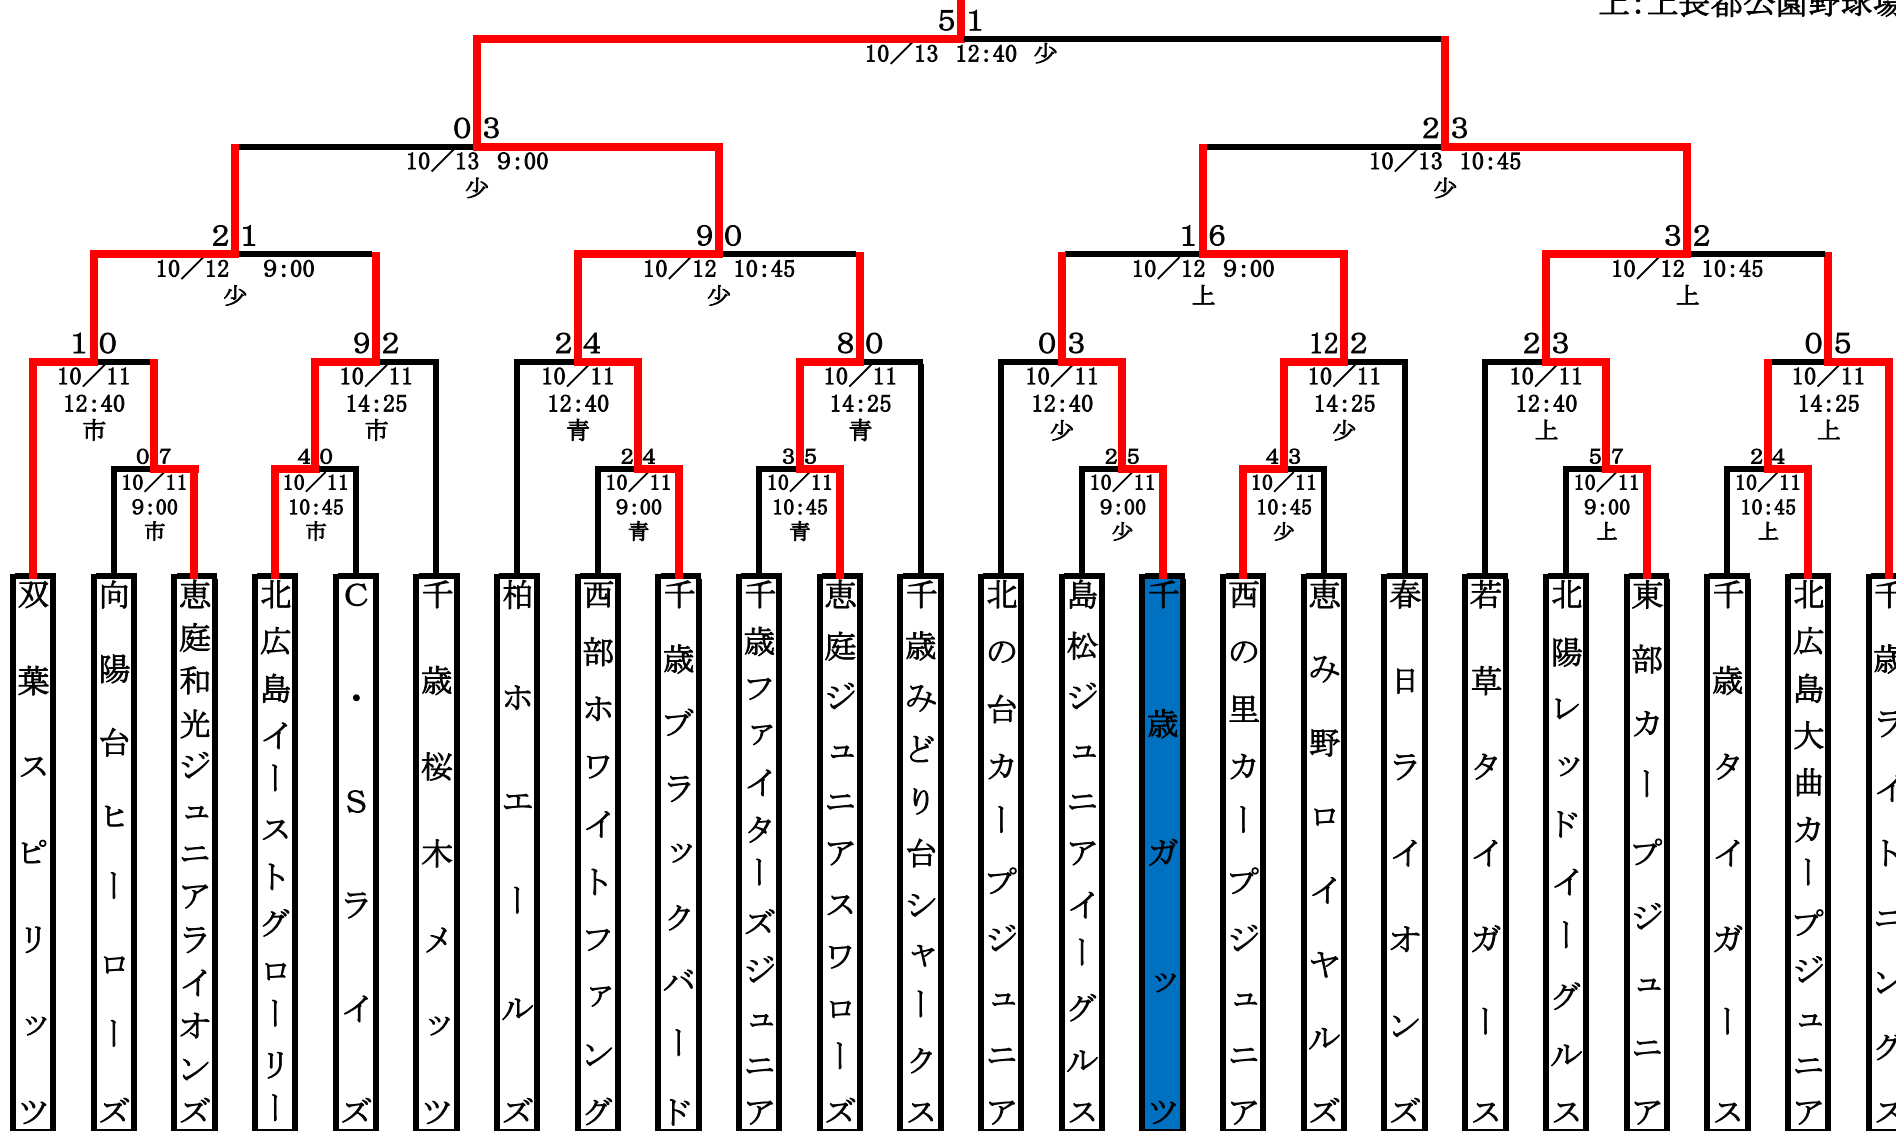 上：上長都公園野球場
5 1
10／13 12:40 少
0 3
10／13 9:00
少
2 3
10／13 10:45
少
2 1
10／12 9:00
少
9 0
10／12 10:45
少
1 6
10／12 9:00
上
3 2
10／12 10:45
上
1 0
10／11
12:40
市
9 2
10／11
14:25
市
2 4
10／11
12:40
青
8 0
10／11
14:25
青
0 3
10／11
12:40
少
12 2
10／11
14:25
少
2 3
10／11
12:40
上
0 5
10／11
14:25
上
0 7
10／11
9:00
市
4 0
10／11
10:45
市
2 4
10／11
9:00
青
3 5
10／11
10:45
青
2 5
10／11
9:00
少
4 3
10／11
10:45
少
5 7
10／11
9:00
上
2 4
10／11
10:45
上
双葉スピリッツ
向陽台ヒーローズ
恵庭和光ジュニアライオンズ
北広島イーストグローリー
C・Sライズ
千歳桜木メッツ
柏ホエールズ
西部ホワイトファング
千歳ブラックバード
千歳ファイターズジュニア
恵庭ジュニアスワローズ
千歳みどり台シャークス
北の台カープジュニア
島松ジュニアイーグルス
千歳ガッツ
西の里カープジュニア
恵み野ロイヤルズ
春日ライオンズ
若草タイガース
北陽レッドイーグルス
東部カープジュニア
千歳タイガース
北広島大曲カープジュニア
千歳ライトニングス